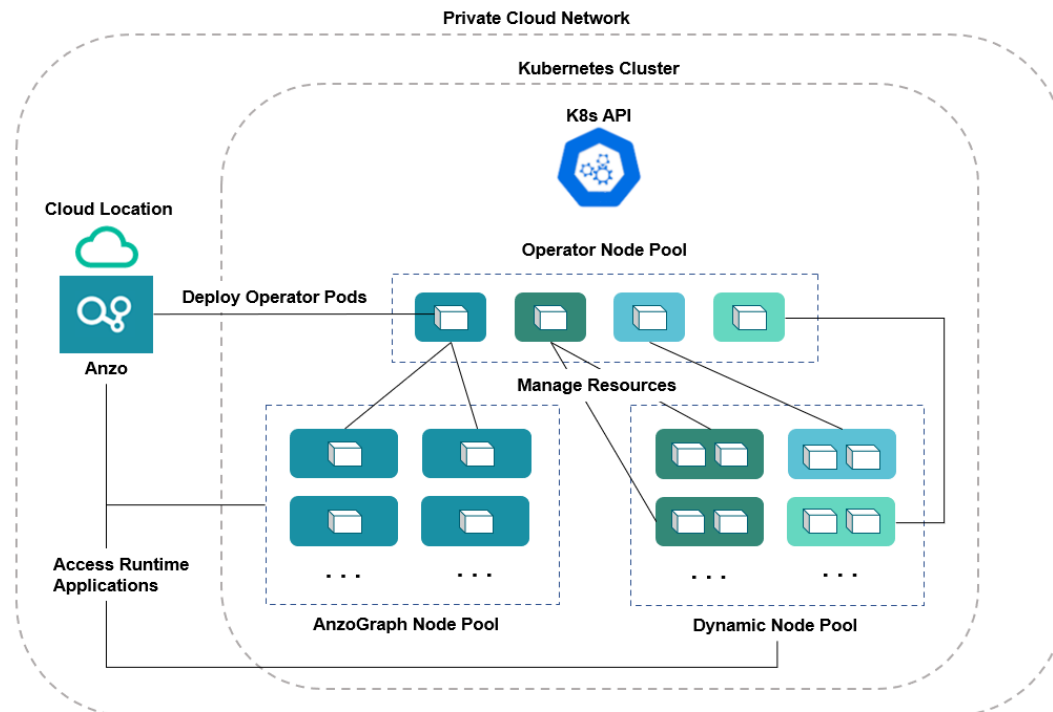 Private Cloud Network
Kubernetes Cluster
K8s API
Cloud Location
Operator Node Pool
Deploy Operator Pods
Anzo
Manage Resources
Access Runtime
Applications
. . .
. . .
. . .
. . .
AnzoGraph Node Pool
Dynamic Node Pool